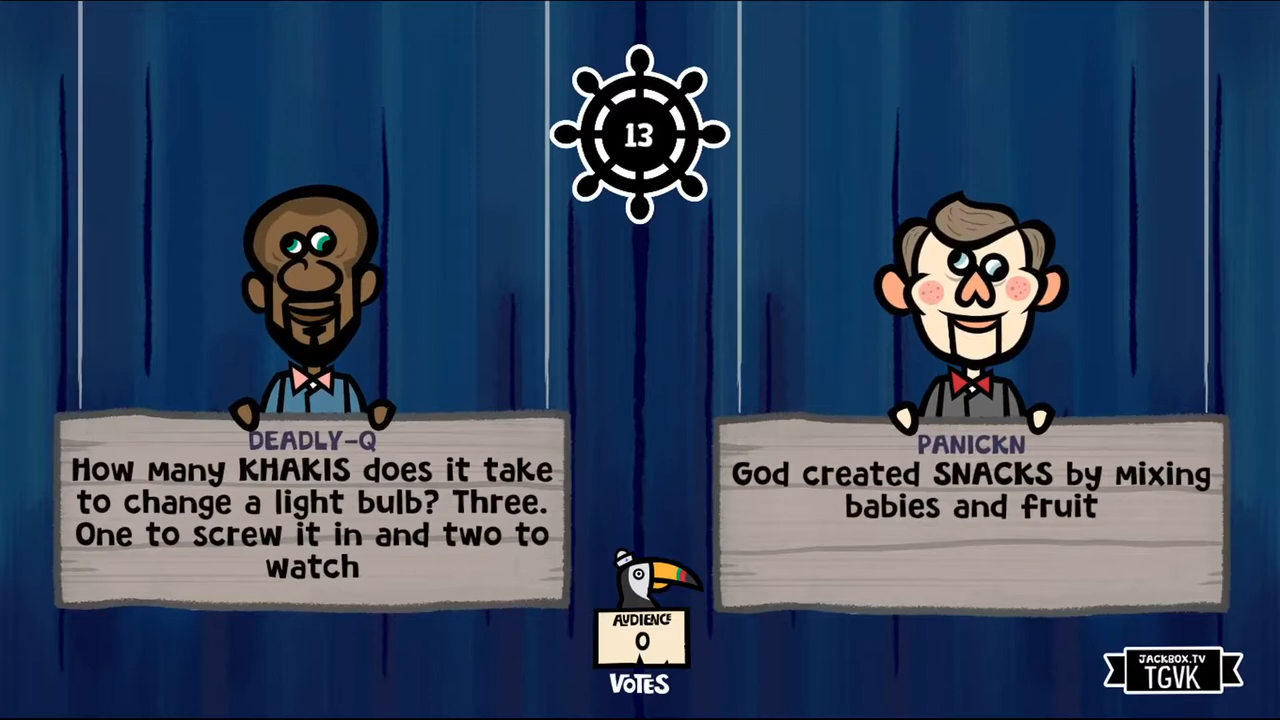 13
DEADLY-Q
How many KHAKIS does it take
to change a light bulb? Three.
One to screw it in and two to
watch
PANICKN
God created SNACKS by mixing
babies and fruit
AUDIENCE
0
VOTES
JACKBOX.TV
TGVK